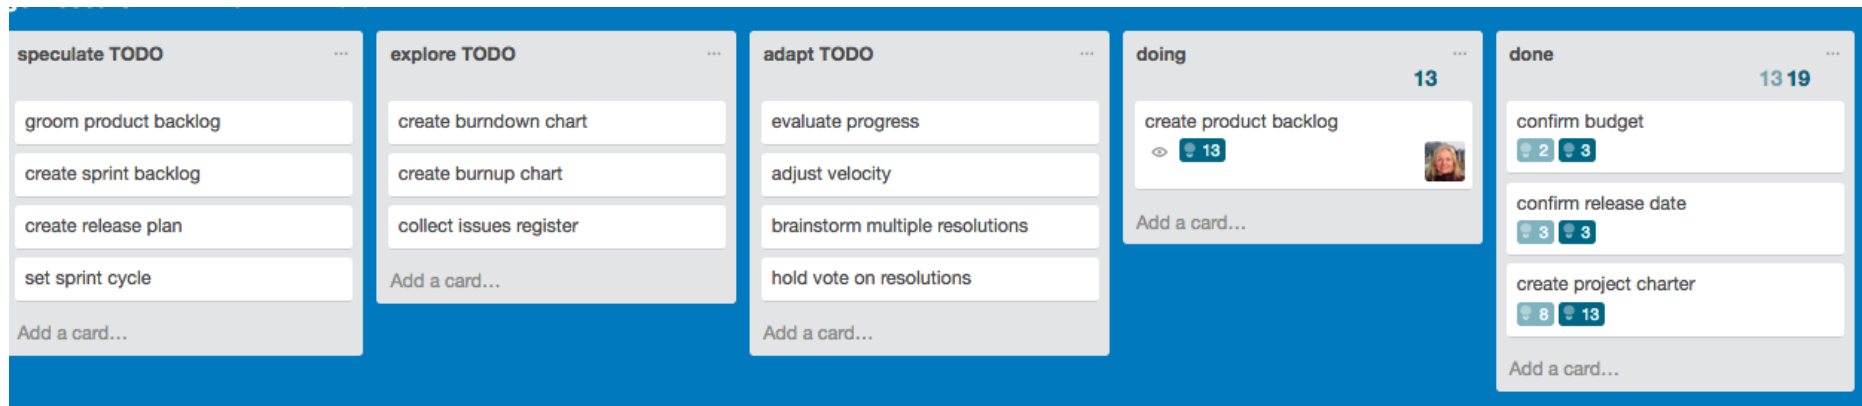 speculate TODO
groom product backlog
create sprint backlog
create release plan
set sprint cycle
Add a card...
explore TODO
create burndown chart
create burnup chart
collect issues register
Add a card...
adapt TODO
evaluate progress
adjust velocity
brainstorm multiple resolutions
hold vote on resolutions
Add a card...
doing
13
create product backlog
13
Add a card...
done
13 19
confirm budget
2 3
confirm release date
3 3
create project charter
8 13
Add a card...